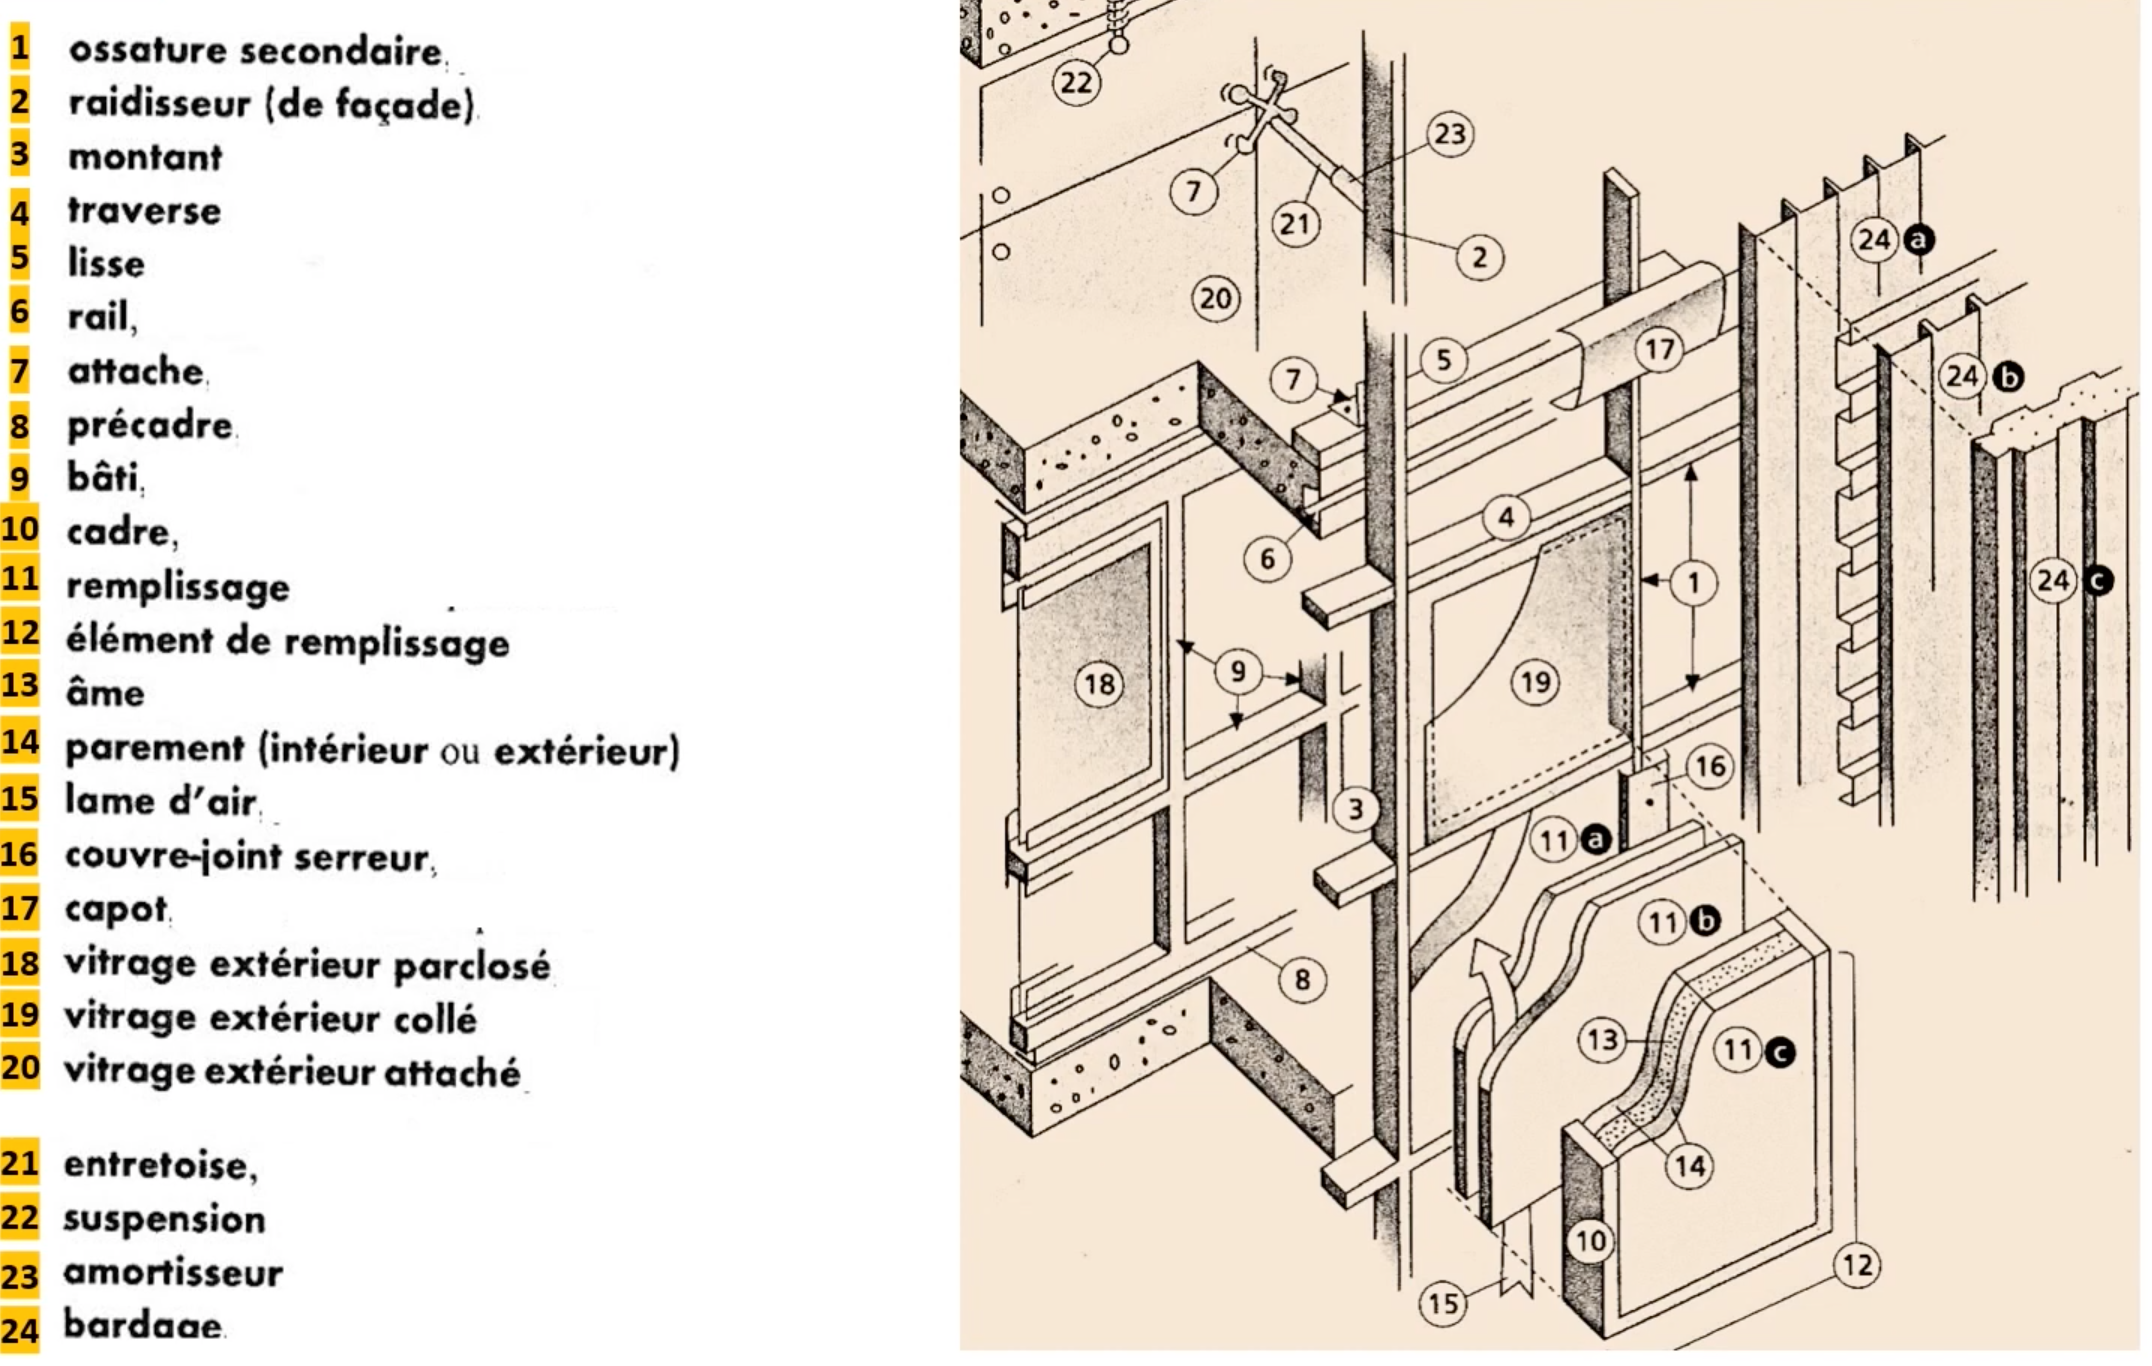 1 ossature secondaire
2 raidisseur (de façade)
3 montant
4 traverse
5 lisse
6 rail,
7 attache
8 précadre
9 bâti
10 cadre,
11 remplissage
12 élément de remplissage
13 âme
14 parement (intérieur ou extérieur)
15 lame d'air
16 couvre-joint serreur,
17 capot
18 vitrage extérieur parclosé
19 vitrage extérieur collé
20 vitrage extérieur attaché
21 entretoise,
22 suspension
23 amortisseur
24 bardage
22
23
7
21
2
24 a
20
5
17
7
24 b
4
6
1
24 c
9
18
19
16
3
11 a
11 b
8
13
11 c
14
10
12
15